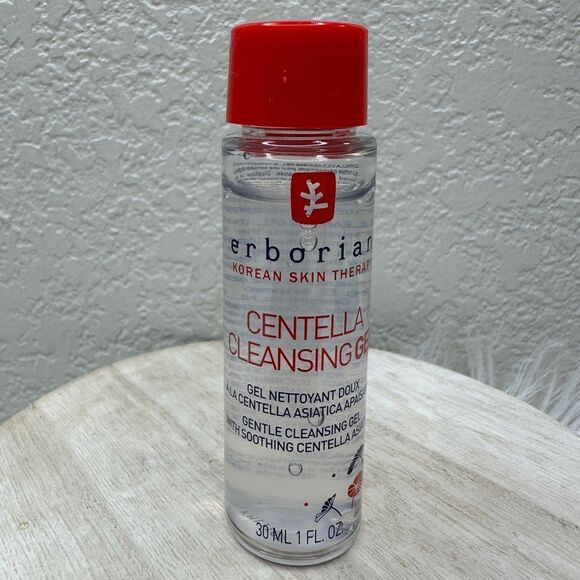 erborian
KOREAN SKIN THERAP
CENTELLA
CLEANSING GE
GEL NETTOYANT DOUX
À LA CENTELLA ASIATICA APAIS
GENTLE CLEANSING GEL
WITH SOOTHING CENTELLA AS
30 ML 1 FL. OZ.